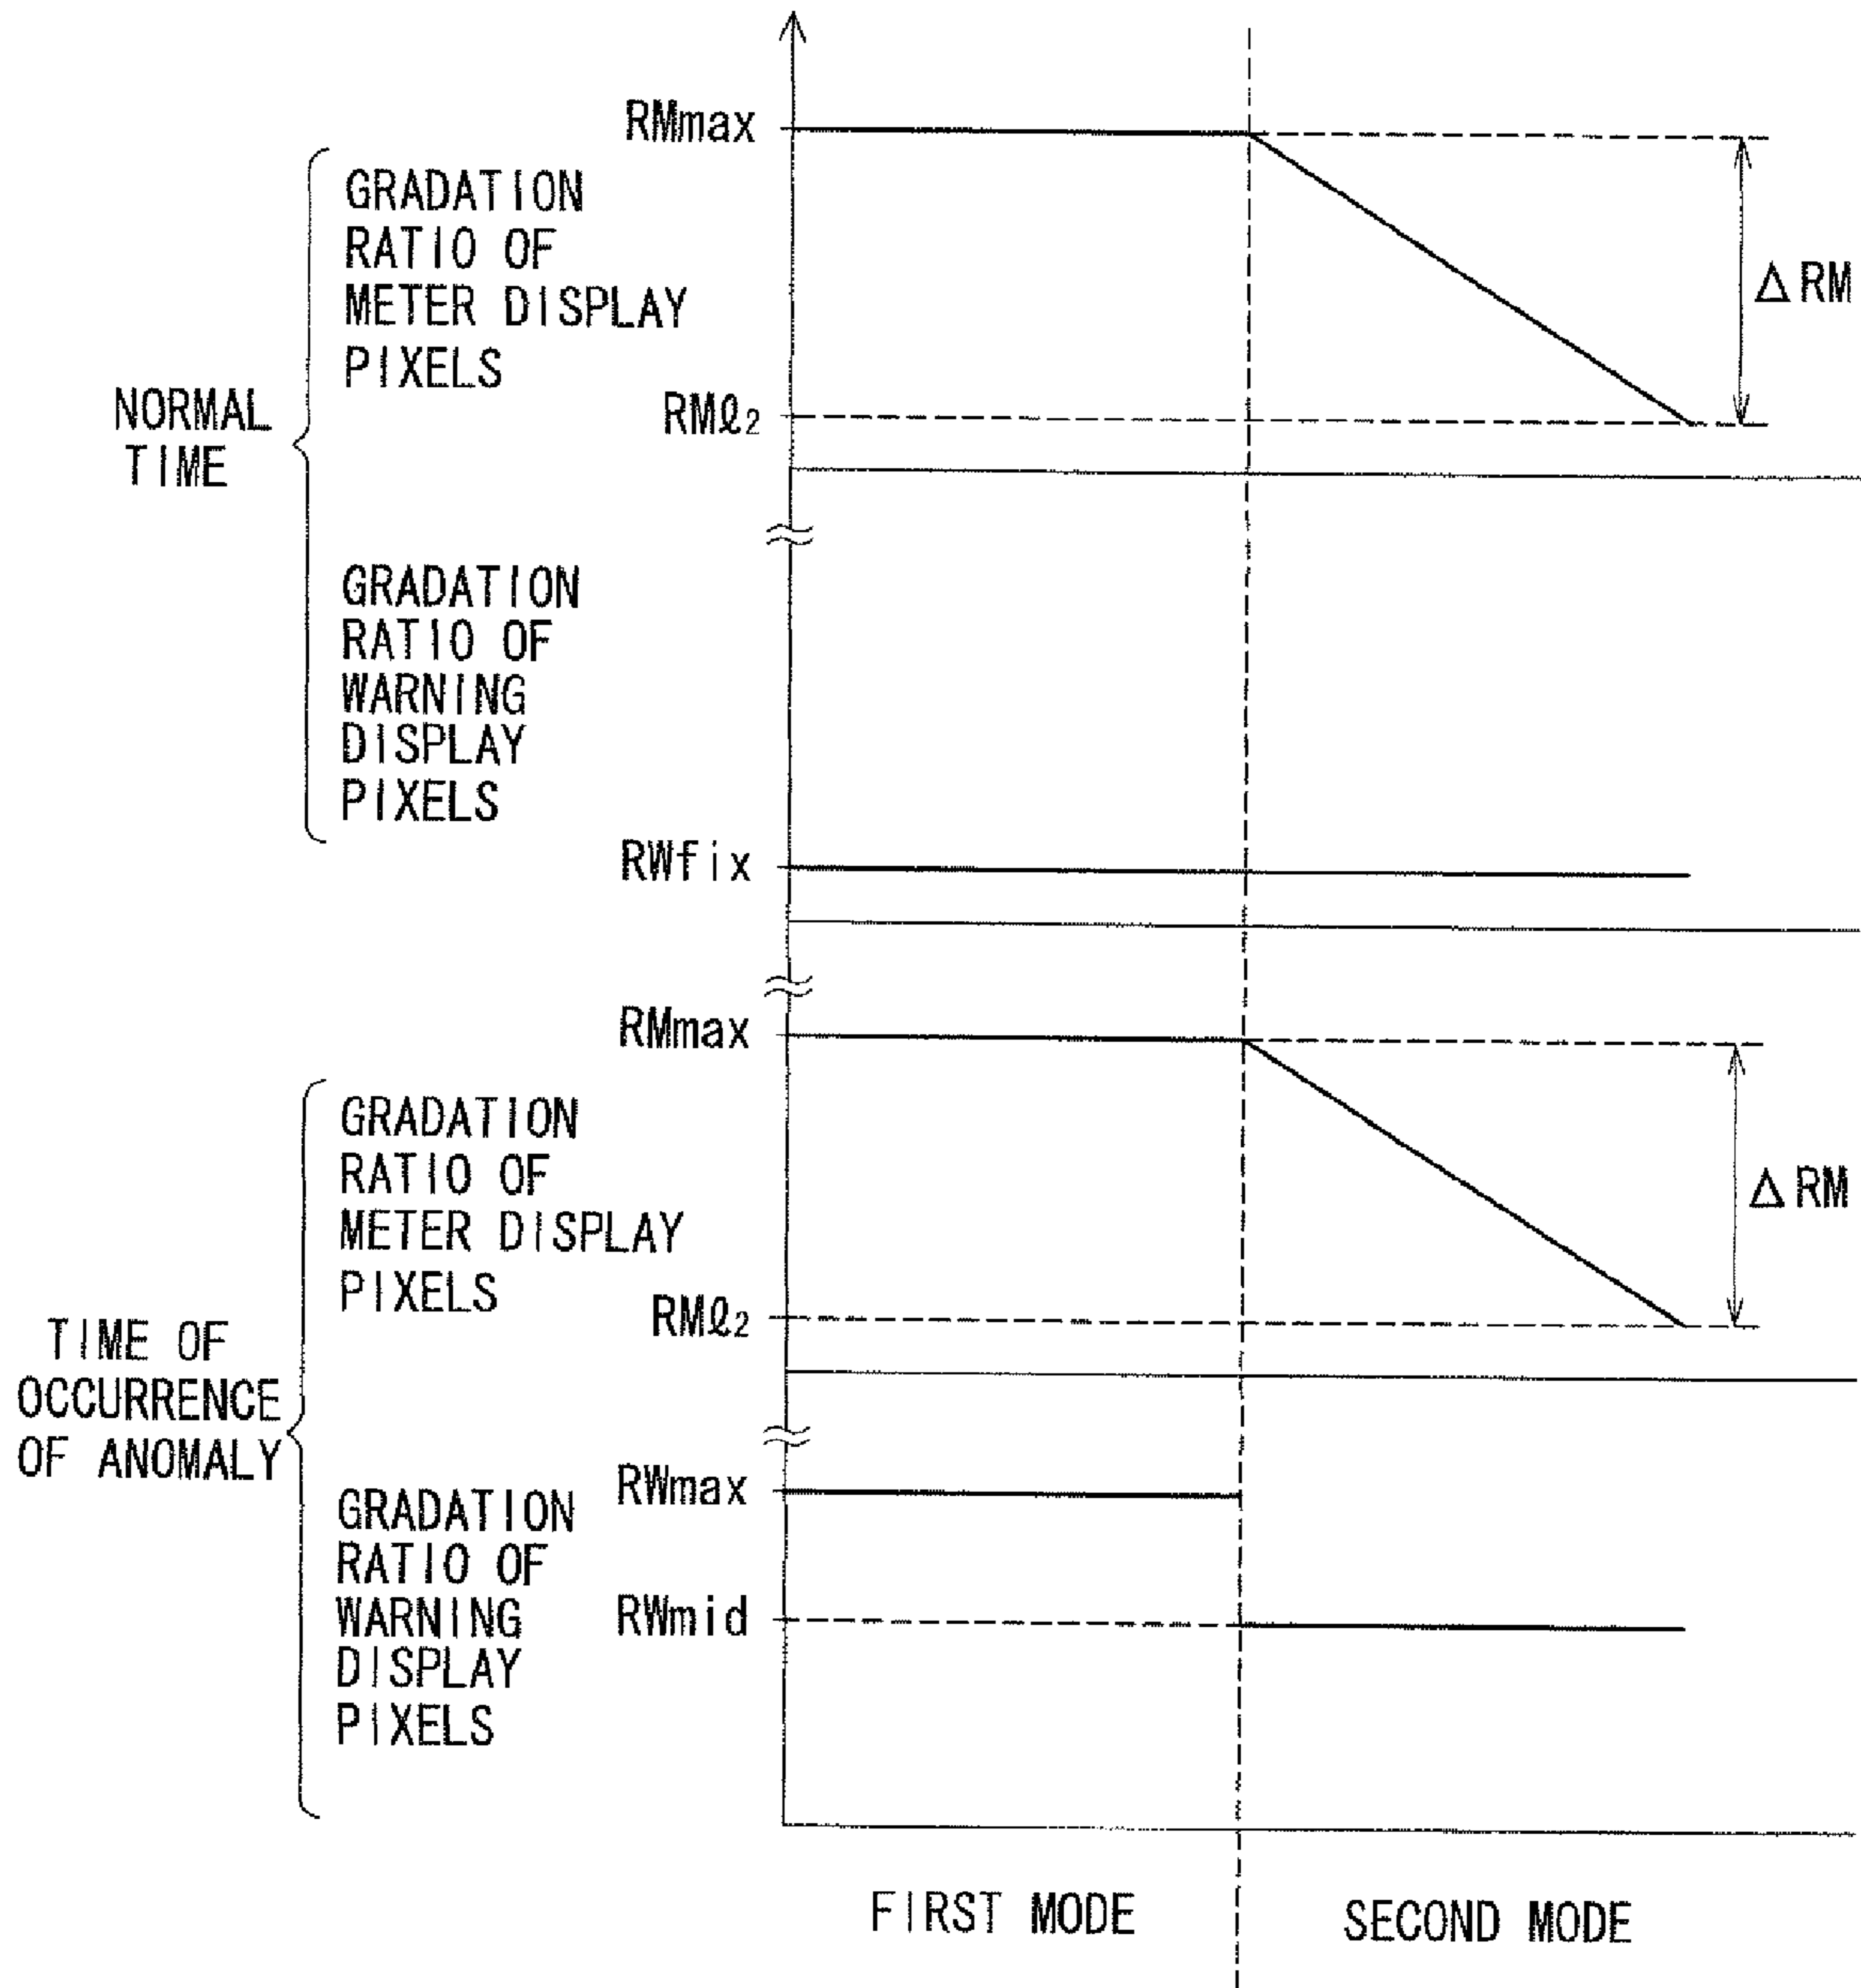 RMmax
GRADATION
RATIO OF
METER DISPLAY
PIXELS
ΔRM
NORMAL
TIME
RMℓ2
GRADATION
RATIO OF
WARNING
DISPLAY
PIXELS
RWfix
RMmax
GRADATION
RATIO OF
METER DISPLAY
PIXELS
ΔRM
RMℓ2
TIME OF
OCCURRENCE
OF ANOMALY
RWmax
GRADATION
RATIO OF
WARNING
DISPLAY
PIXELS
RWmid
FIRST MODE
SECOND MODE